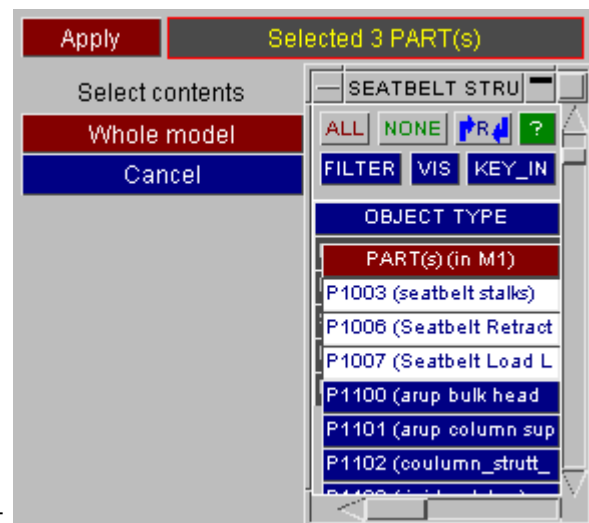 Apply
Selected 3 PART(s)
Select contents
Whole model
Cancel
SEATBELT STRU
ALL NONE R ?
FILTER VIS KEY_IN
OBJECT TYPE
PART(s) (in M1)
P1003 (seatbelt stalks)
P1006 (Seatbelt Retract
P1007 (Seatbelt Load L
P1100 (arup bulk head
P1101 (arup column sup
P1102 (coulumn_strutt_